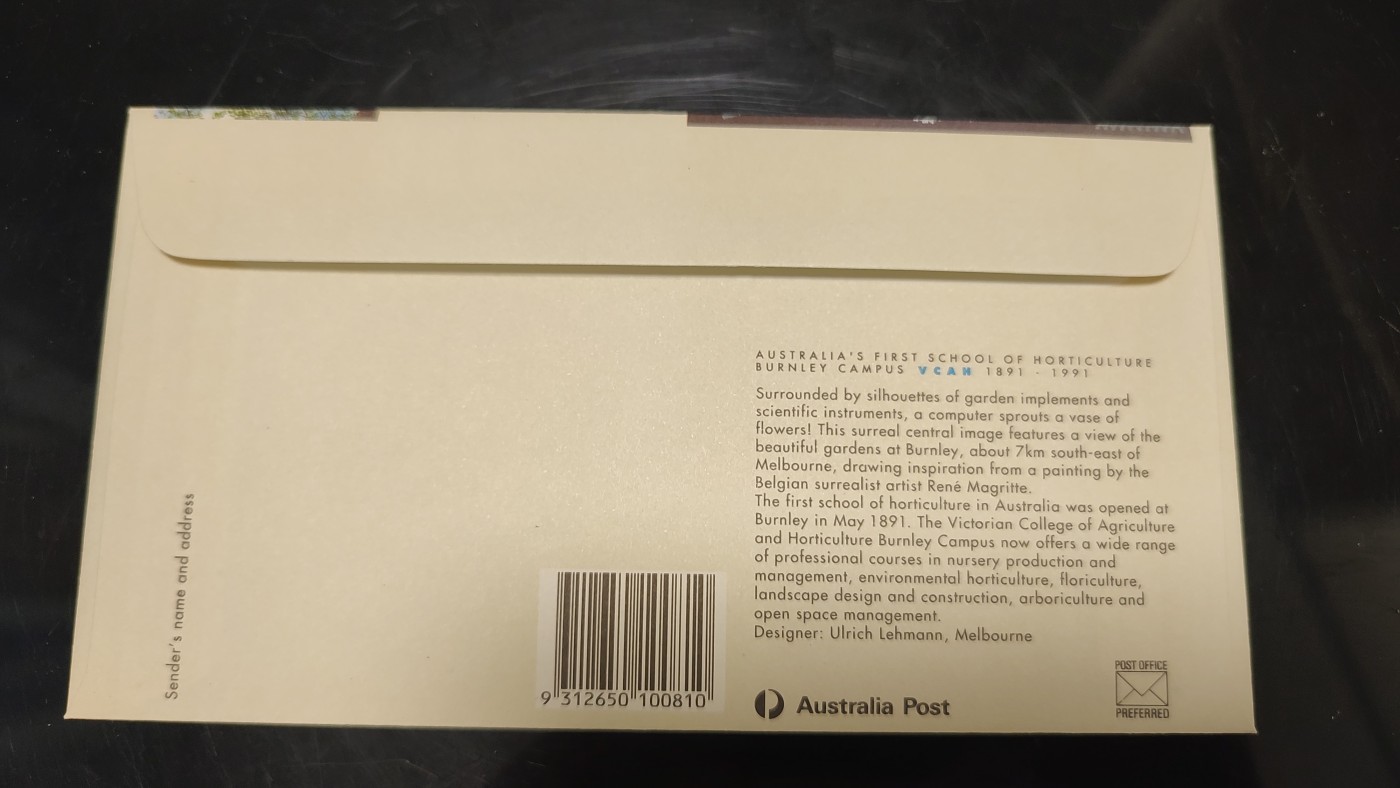 AUSTRALIA'S FIRST SCHOOL OF HORTICULTURE
BURNLEY CAMPUS VCAH 1891 - 1991
Surrounded by silhouettes of garden implements and
scientific instruments, a computer sprouts a vase of
flowers! This surreal central image features a view of the
beautiful gardens at Burnley, about 7km south-east of
Melbourne, drawing inspiration from a painting by the
Belgian surrealist artist René Magritte.
The first school of horticulture in Australia was opened at
Burnley in May 1891. The Victorian College of Agriculture
and Horticulture Burnley Campus now offers a wide range
of professional courses in nursery production and
management, environmental horticulture, floriculture,
landscape design and construction, arboriculture and
open space management.
Designer: Ulrich Lehmann, Melbourne
Sender's name and address
9 312650 100810
Australia Post
POST OFFICE
PREFERRED